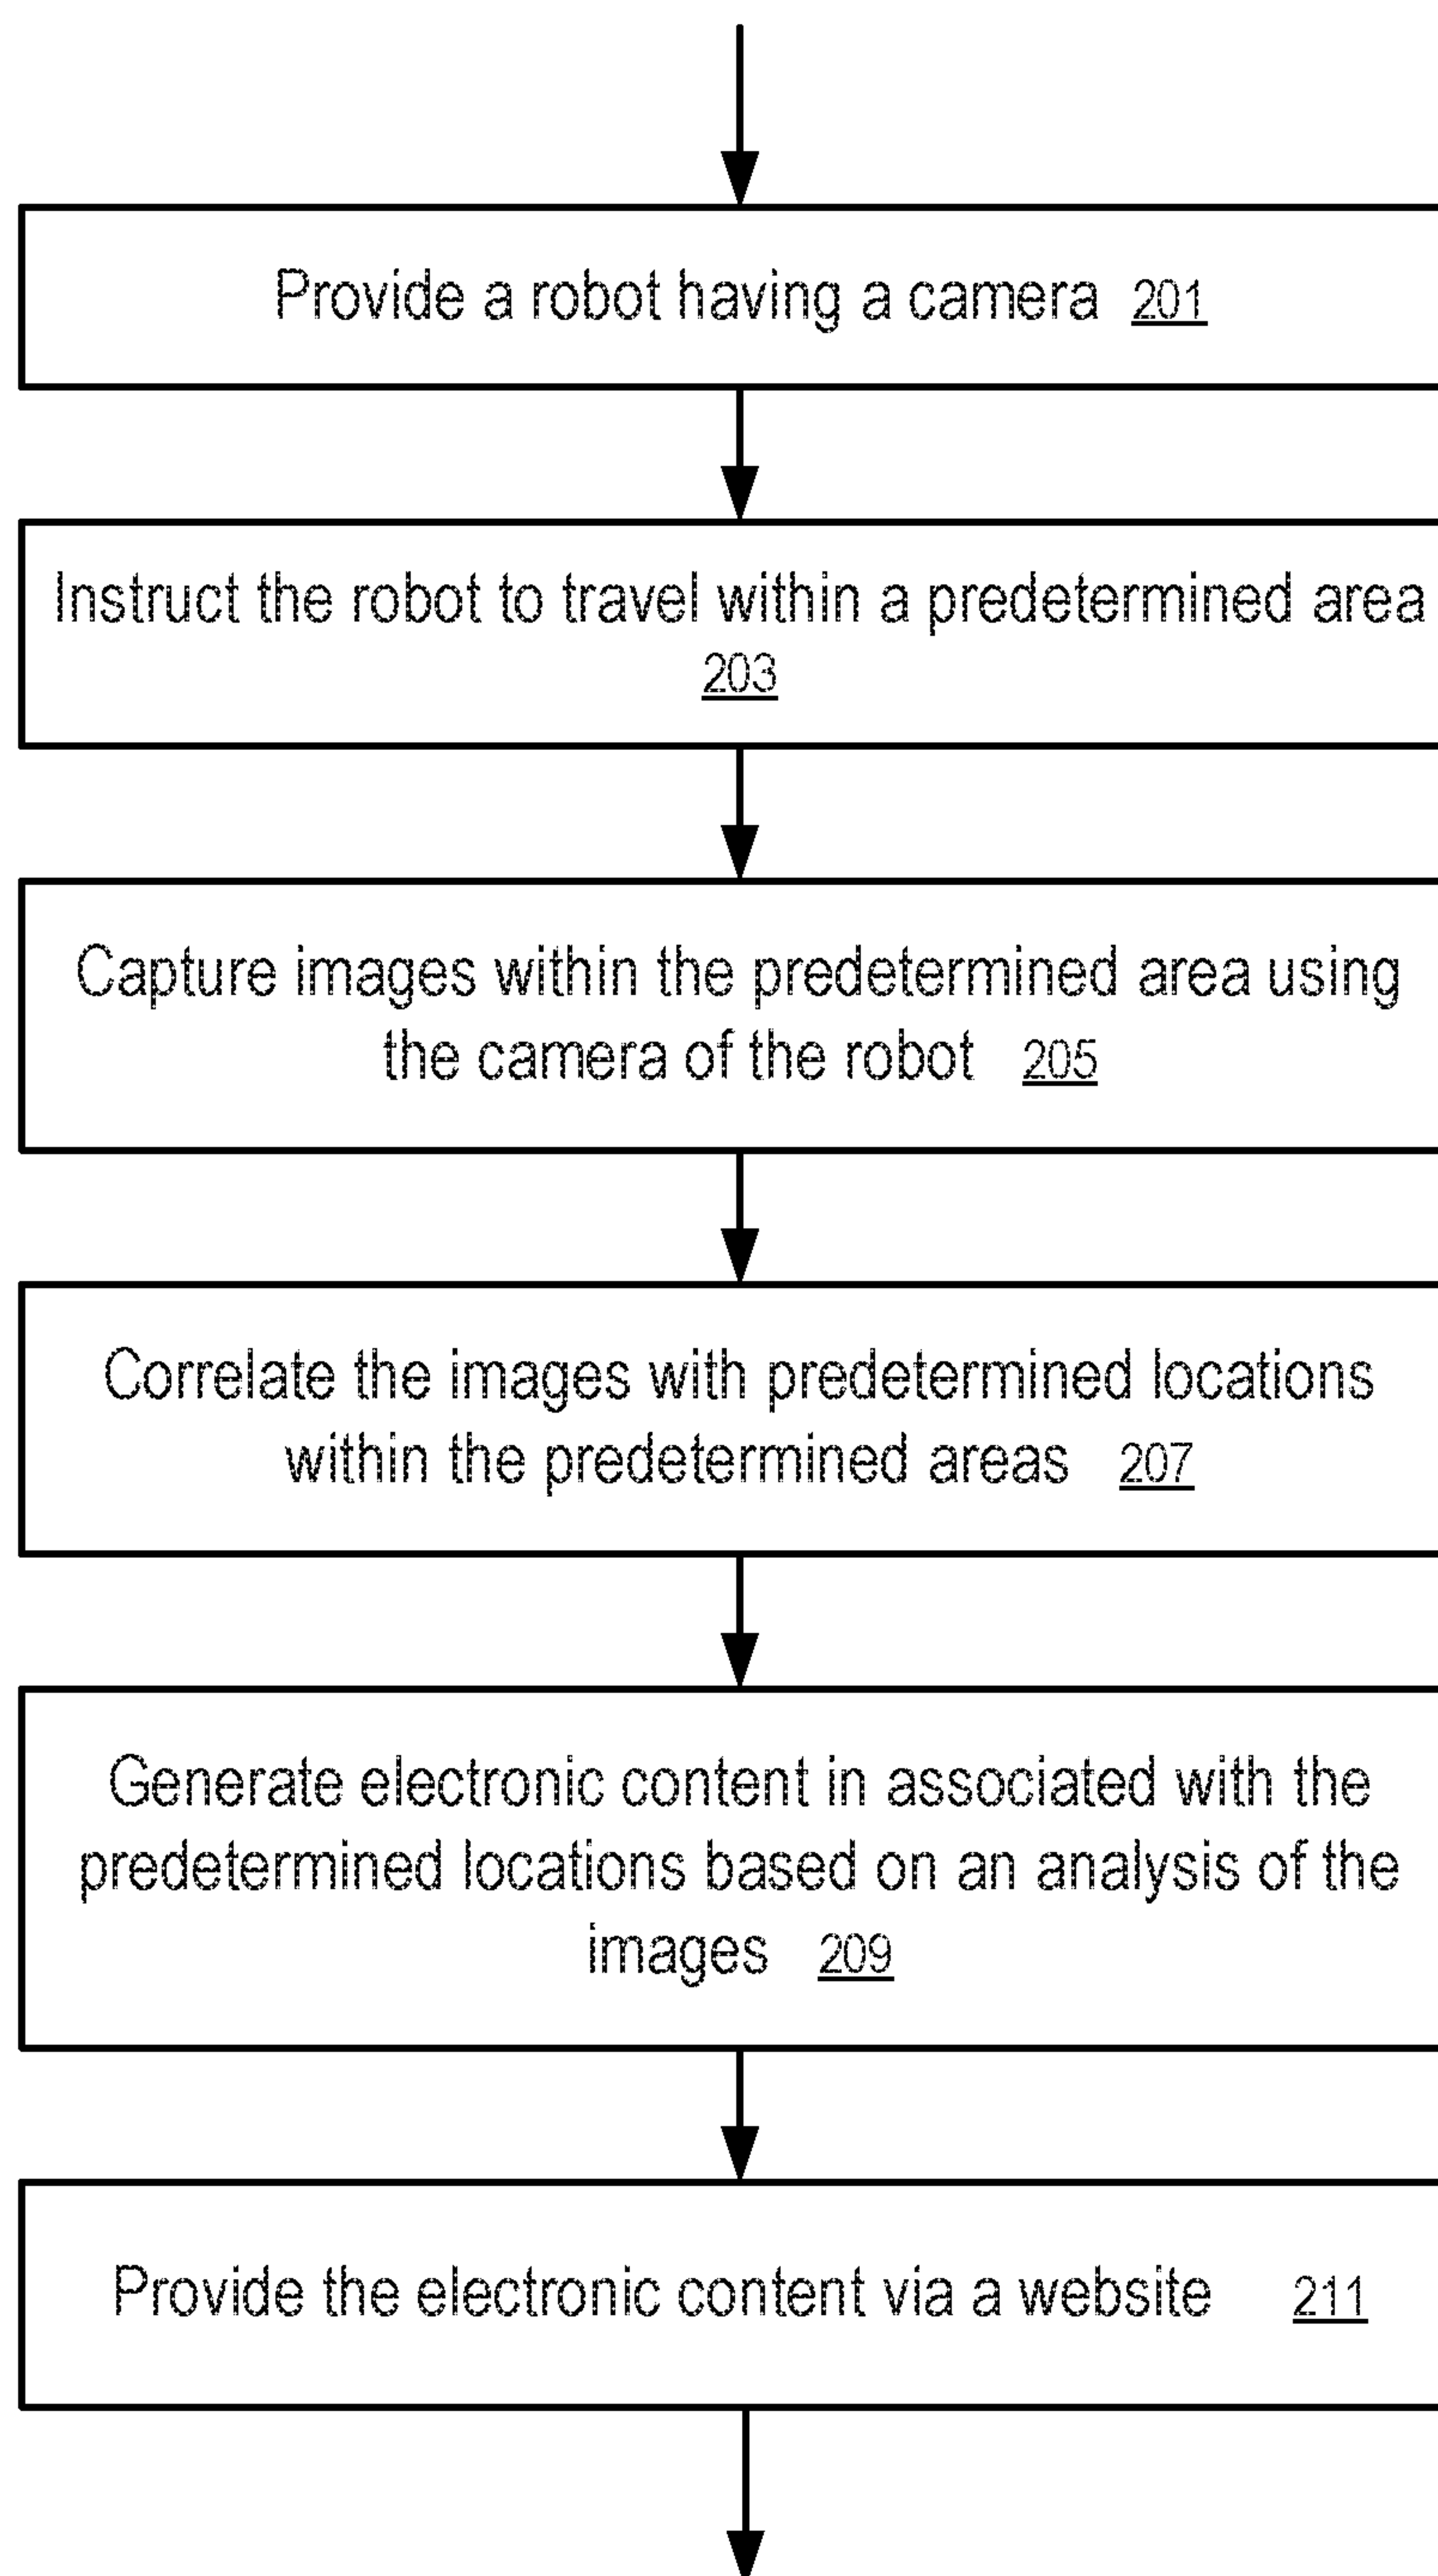 Provide a robot having a camera 201
Instruct the robot to travel within a predetermined area
203
Capture images within the predetermined area using
the camera of the robot 205
Correlate the images with predetermined locations
within the predetermined areas 207
Generate electronic content in associated with the
predetermined locations based on an analysis of the
images 209
Provide the electronic content via a website 211